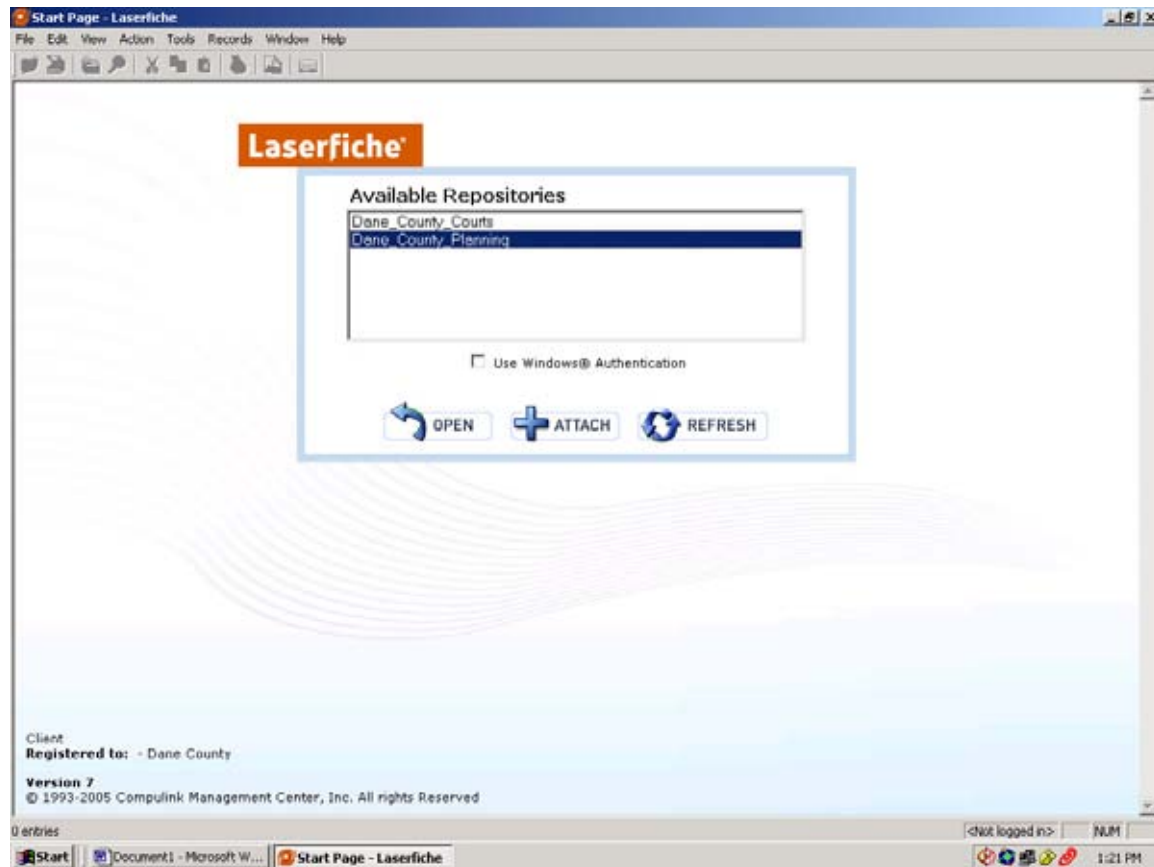 Start Page - Laserfiche
File Edit View Action Tools Records Window Help
Laserfiche®
Available Repositories
Dane_County_Courts
Dane_County_Planning
Use Windows® Authentication
OPEN ATTACH REFRESH
Client
Registered to: - Dane County
Version 7
© 1993-2005 Compulink Management Center, Inc. All rights Reserved
0 entries <Not logged in> NUM
Start Document1 - Microsoft W... Start Page - Laserfiche 1:21 PM